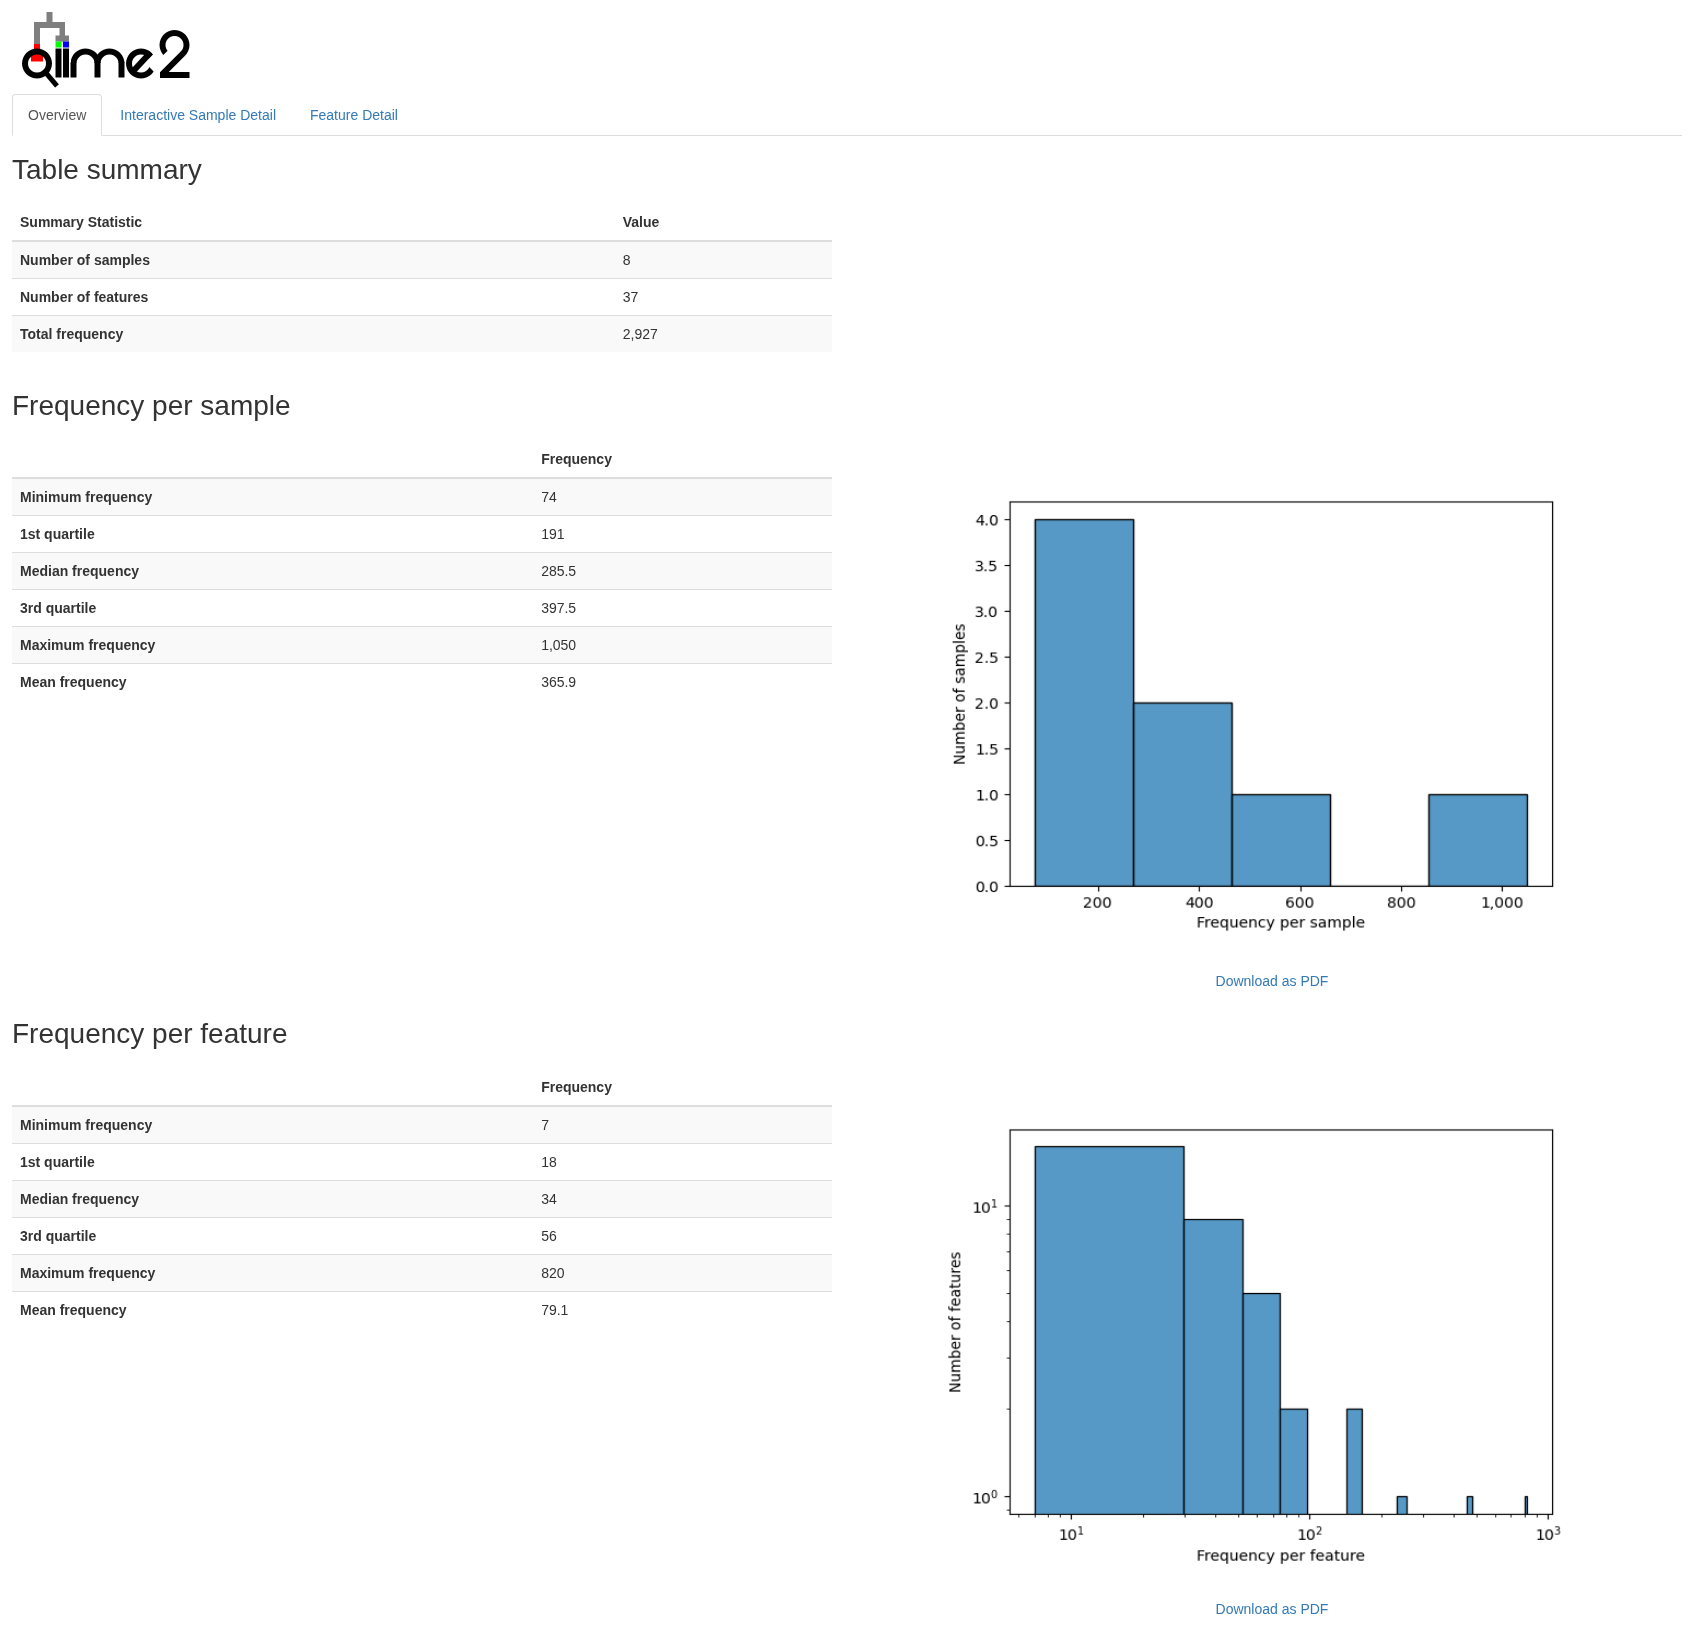 qiime2
Overview Interactive Sample Detail Feature Detail
Table summary
Summary Statistic Value
Number of samples 8
Number of features 37
Total frequency 2,927
Frequency per sample
Frequency
Minimum frequency 74
1st quartile 191
Median frequency 285.5
3rd quartile 397.5
Maximum frequency 1,050
Mean frequency 365.9
4.0
3.5
3.0
2.5
2.0
1.5
1.0
0.5
0.0
Number of samples
200 400 600 800 1,000
Frequency per sample
Download as PDF
Frequency per feature
Frequency
Minimum frequency 7
1st quartile 18
Median frequency 34
3rd quartile 56
Maximum frequency 820
Mean frequency 79.1
10¹
10⁰
Number of features
10¹ 10² 10³
Frequency per feature
Download as PDF